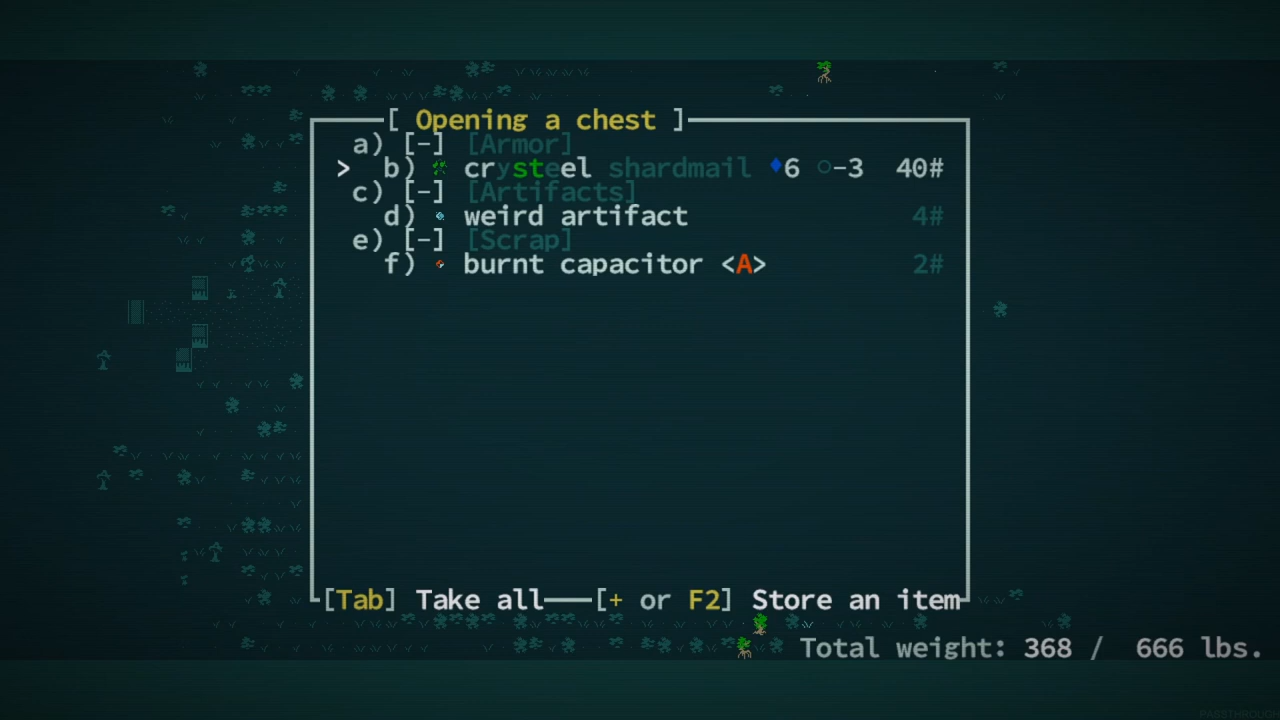 [ Opening a chest ]
a) [-] [Armor]
> b) crysteel shardmail ♦6 ○-3 40#
c) [-] [Artifacts]
d) weird artifact 4#
e) [-] [Scrap]
f) burnt capacitor <A> 2#
[Tab] Take all [+ or F2] Store an item
Total weight: 368 / 666 lbs.